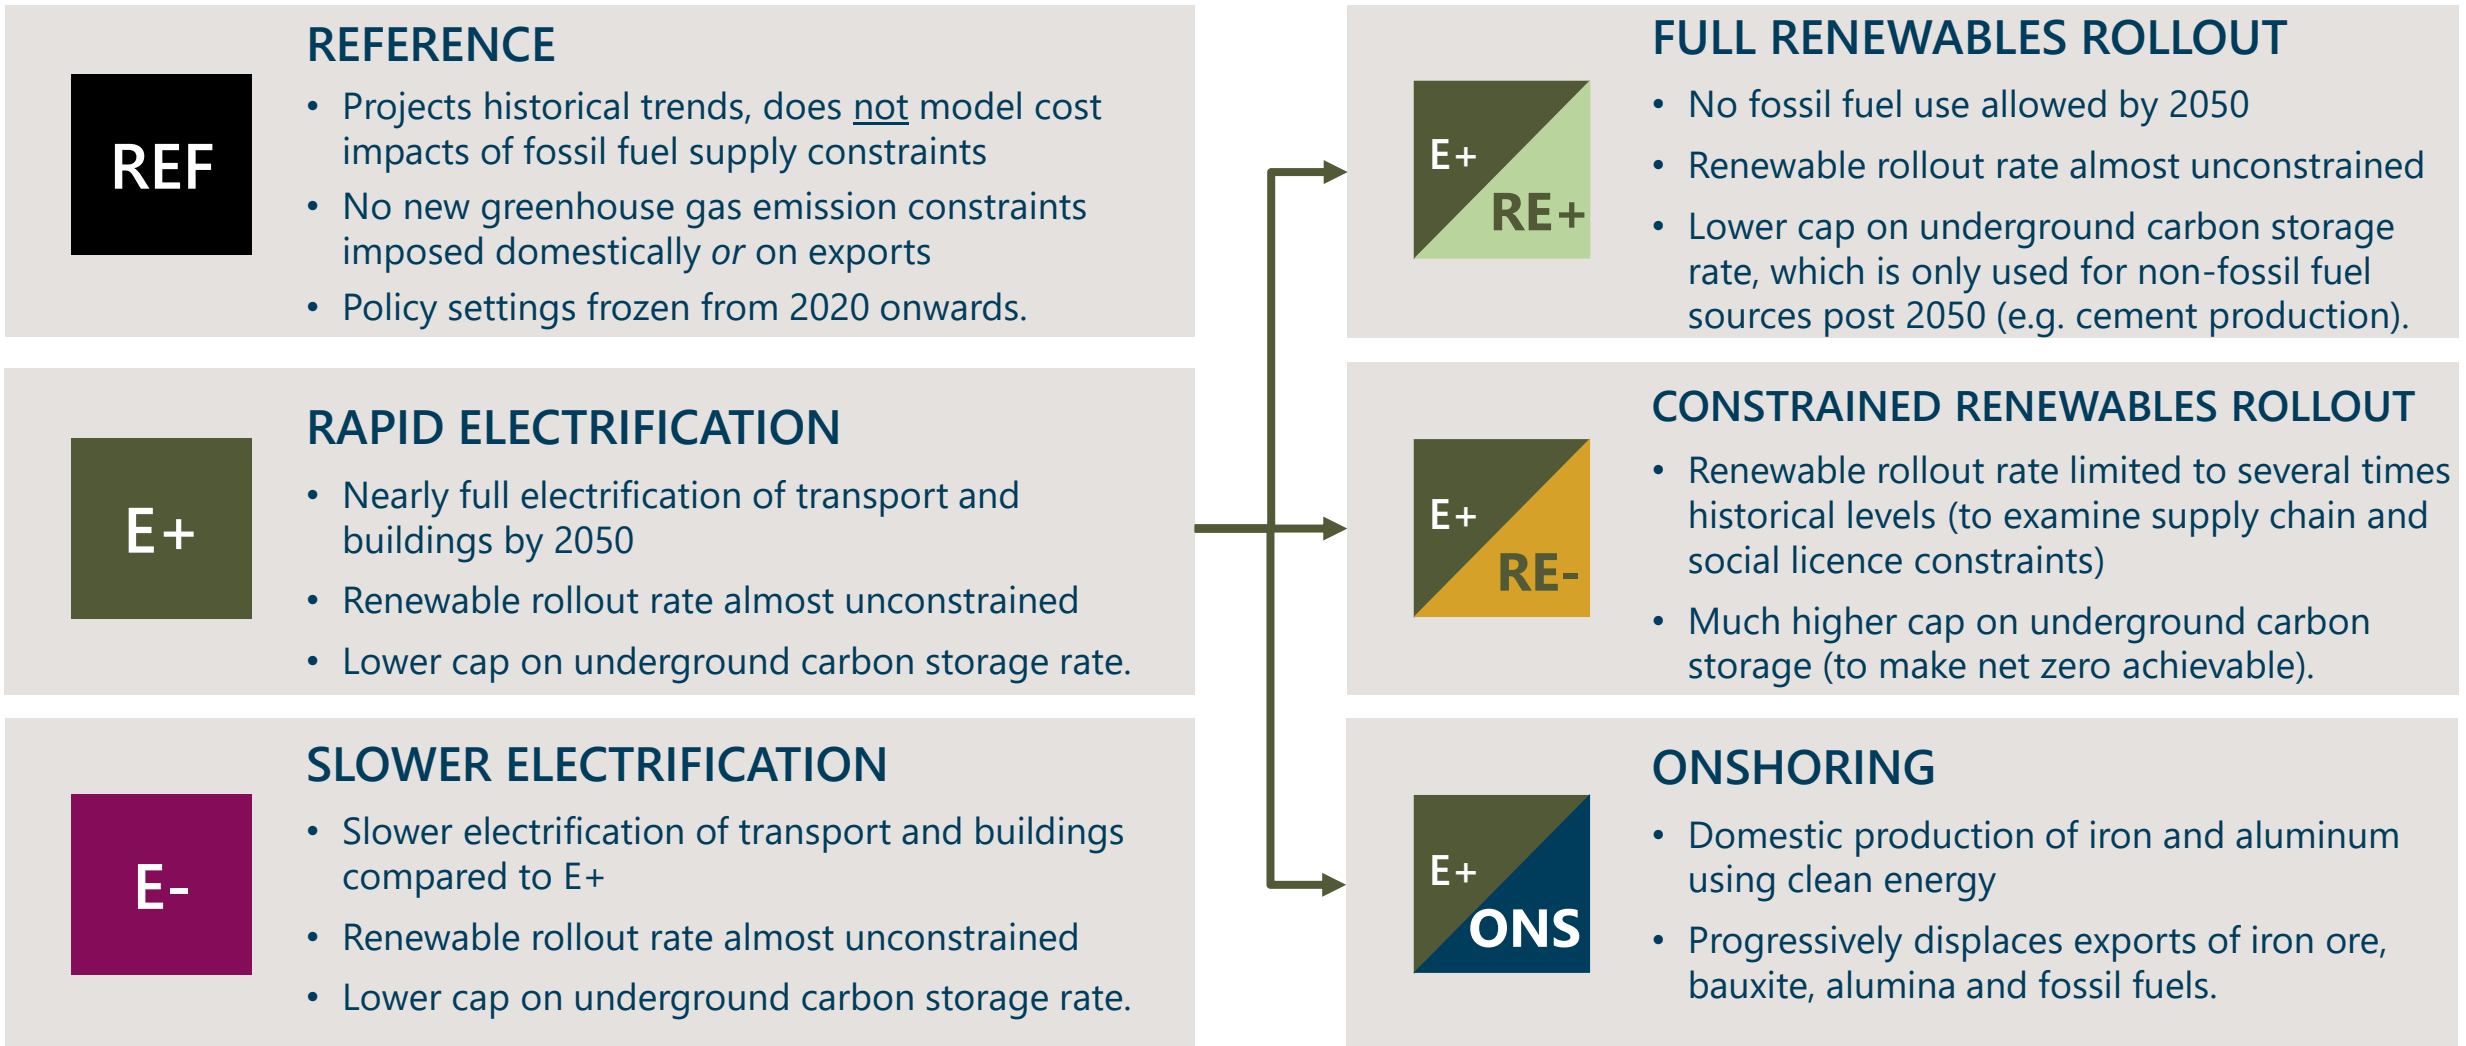 REF
REFERENCE
• Projects historical trends, does not model cost
impacts of fossil fuel supply constraints
• No new greenhouse gas emission constraints
imposed domestically or on exports
• Policy settings frozen from 2020 onwards.
E+
RAPID ELECTRIFICATION
• Nearly full electrification of transport and
buildings by 2050
• Renewable rollout rate almost unconstrained
• Lower cap on underground carbon storage rate.
E-
SLOWER ELECTRIFICATION
• Slower electrification of transport and buildings
compared to E+
• Renewable rollout rate almost unconstrained
• Lower cap on underground carbon storage rate.
E+
RE+
FULL RENEWABLES ROLLOUT
• No fossil fuel use allowed by 2050
• Renewable rollout rate almost unconstrained
• Lower cap on underground carbon storage
rate, which is only used for non-fossil fuel
sources post 2050 (e.g. cement production).
E+
RE-
CONSTRAINED RENEWABLES ROLLOUT
• Renewable rollout rate limited to several times
historical levels (to examine supply chain and
social licence constraints)
• Much higher cap on underground carbon
storage (to make net zero achievable).
E+
ONS
ONSHORING
• Domestic production of iron and aluminum
using clean energy
• Progressively displaces exports of iron ore,
bauxite, alumina and fossil fuels.